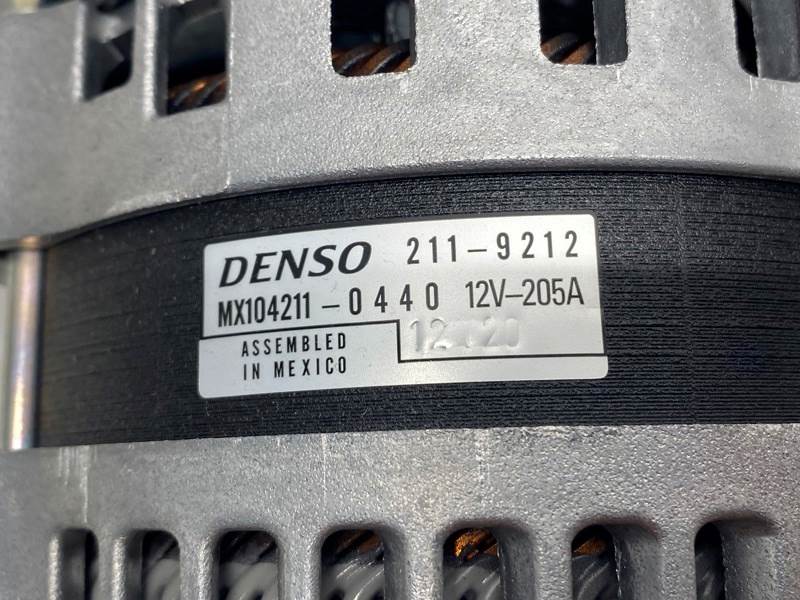 DENSO 211-9212
MX104211-0440 12V-205A
ASSEMBLED
IN MEXICO